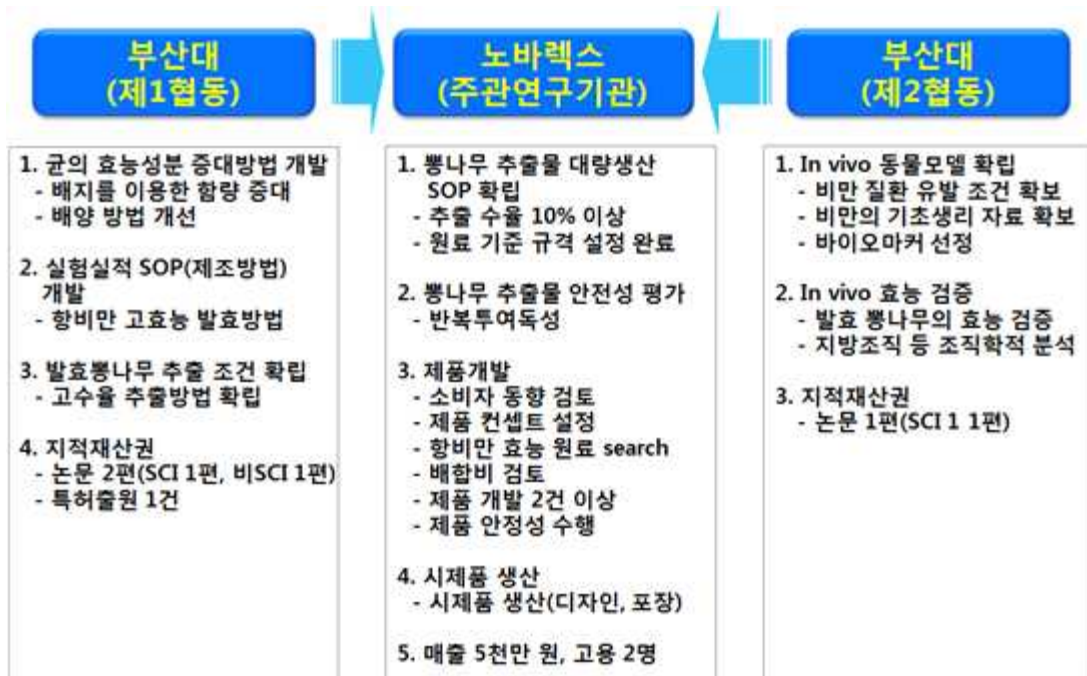 부산대
(제1협동)
노바렉스
(주관연구기관)
부산대
(제2협동)
1. 균의 효능성분 증대방법 개발
- 배지를 이용한 함량 증대
- 배양 방법 개선
2. 실험실적 SOP(제조방법)
개발
- 항비만 고효능 발효방법
3. 발효뽕나무 추출 조건 확립
- 고수율 추출방법 확립
4. 지적재산권
- 논문 2편(SCI 1편, 비SCI 1편)
- 특허출원 1건
1. 뽕나무 추출물 대량생산
SOP 확립
- 추출 수율 10% 이상
- 원료 기준 규격 설정 완료
2. 뽕나무 추출물 안전성 평가
- 반복투여독성
3. 제품개발
- 소비자 동향 검토
- 제품 컨셉트 설정
- 항비만 효능 원료 search
- 배합비 검토
- 제품 개발 2건 이상
- 제품 안정성 수행
4. 시제품 생산
- 시제품 생산(디자인, 포장)
5. 매출 5천만 원, 고용 2명
1. In vivo 동물모델 확립
- 비만 질환 유발 조건 확보
- 비만의 기초생리 자료 확보
- 바이오마커 선정
2. In vivo 효능 검증
- 발효 뽕나무의 효능 검증
- 지방조직 등 조직학적 분석
3. 지적재산권
- 논문 1편(SCI 1 1편)